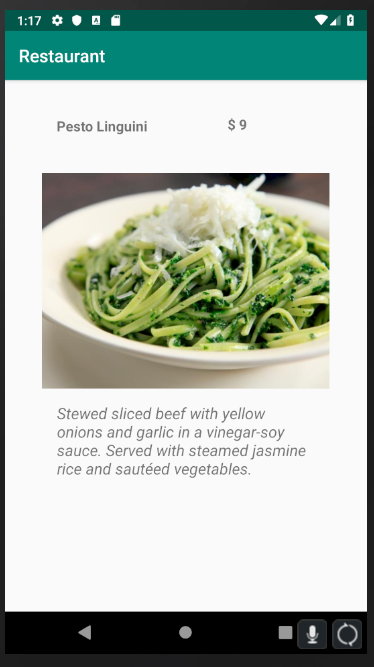 1:17
Restaurant
Pesto Linguini $ 9
Stewed sliced beef with yellow
onions and garlic in a vinegar-soy
sauce. Served with steamed jasmine
rice and sautéed vegetables.